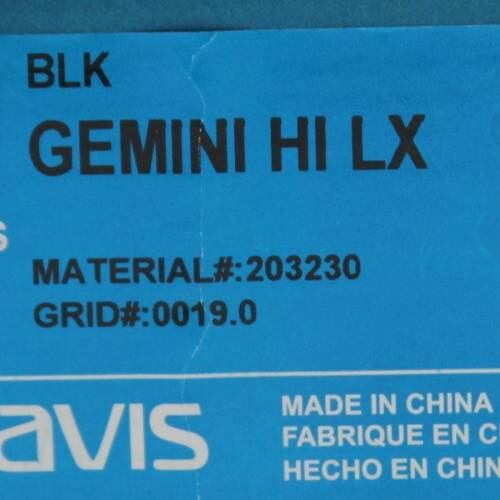 BLK
GEMINI HI LX
MATERIAL#:203230
GRID#:0019.0
avis
MADE IN CHINA
FABRIQUE EN C
HECHO EN CHIN